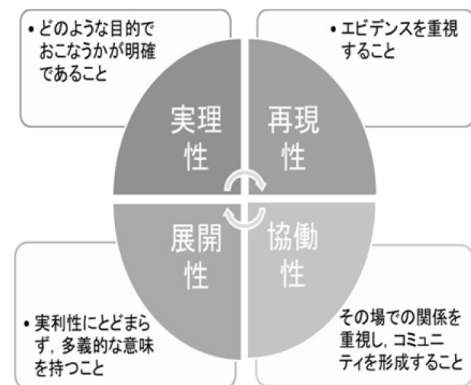 • どのような目的で
おこなうかが明確
であること
• エビデンスを重視
すること
実理
性
再現
性
展開
性
協働
性
• 実利性にとどまら
ず，多義的な意味
を持つこと
その場での関係を
重視し，コミュニ
ティを形成すること